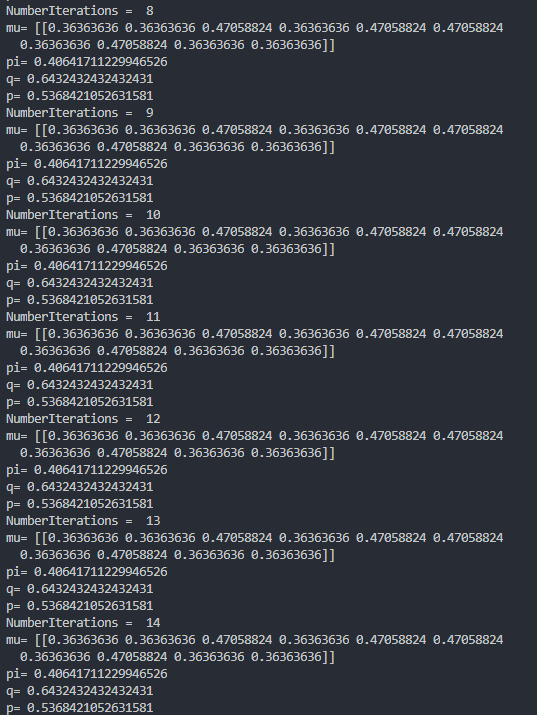 NumberIterations =  8
mu= [[0.36363636 0.36363636 0.47058824 0.36363636 0.47058824 0.47058824
  0.36363636 0.47058824 0.36363636 0.36363636]]
pi= 0.40641711229946526
q= 0.6432432432432431
p= 0.5368421052631581
NumberIterations =  9
mu= [[0.36363636 0.36363636 0.47058824 0.36363636 0.47058824 0.47058824
  0.36363636 0.47058824 0.36363636 0.36363636]]
pi= 0.40641711229946526
q= 0.6432432432432431
p= 0.5368421052631581
NumberIterations =  10
mu= [[0.36363636 0.36363636 0.47058824 0.36363636 0.47058824 0.47058824
  0.36363636 0.47058824 0.36363636 0.36363636]]
pi= 0.40641711229946526
q= 0.6432432432432431
p= 0.5368421052631581
NumberIterations =  11
mu= [[0.36363636 0.36363636 0.47058824 0.36363636 0.47058824 0.47058824
  0.36363636 0.47058824 0.36363636 0.36363636]]
pi= 0.40641711229946526
q= 0.6432432432432431
p= 0.5368421052631581
NumberIterations =  12
mu= [[0.36363636 0.36363636 0.47058824 0.36363636 0.47058824 0.47058824
  0.36363636 0.47058824 0.36363636 0.36363636]]
pi= 0.40641711229946526
q= 0.6432432432432431
p= 0.5368421052631581
NumberIterations =  13
mu= [[0.36363636 0.36363636 0.47058824 0.36363636 0.47058824 0.47058824
  0.36363636 0.47058824 0.36363636 0.36363636]]
pi= 0.40641711229946526
q= 0.6432432432432431
p= 0.5368421052631581
NumberIterations =  14
mu= [[0.36363636 0.36363636 0.47058824 0.36363636 0.47058824 0.47058824
  0.36363636 0.47058824 0.36363636 0.36363636]]
pi= 0.40641711229946526
q= 0.6432432432432431
p= 0.5368421052631581